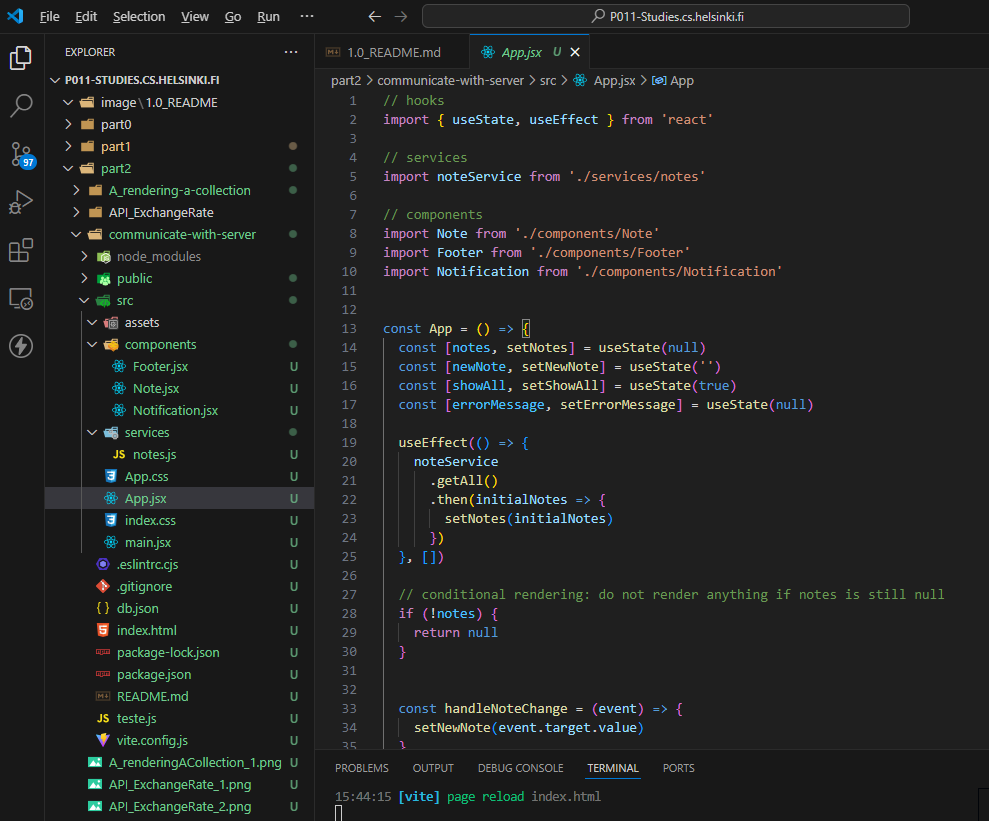 File Edit Selection View Go Run ··· ← → P011-Studies.cs.helsinki.fi
EXPLORER ···
P011-STUDIES.CS.HELSINKI.FI
image\1.0_README
part0
part1
part2
A_rendering-a-collection
API_ExchangeRate
communicate-with-server
node_modules
public
src
assets
components
Footer.jsx U
Note.jsx U
Notification.jsx U
services
JS notes.js U
App.css U
App.jsx U
index.css U
main.jsx U
.eslintrc.cjs U
.gitignore U
{ } db.json U
index.html U
package-lock.json U
package.json U
README.md U
JS teste.js U
vite.config.js U
A_renderingACollection_1.png U
API_ExchangeRate_1.png U
API_ExchangeRate_2.png U
97
1.0_README.md App.jsx U ×
part2 > communicate-with-server > src > App.jsx > App
1 // hooks
2 import { useState, useEffect } from 'react'
3
4 // services
5 import noteService from './services/notes'
6
7 // components
8 import Note from './components/Note'
9 import Footer from './components/Footer'
10 import Notification from './components/Notification'
11
12
13 const App = () => {
14 const [notes, setNotes] = useState(null)
15 const [newNote, setNewNote] = useState('')
16 const [showAll, setShowAll] = useState(true)
17 const [errorMessage, setErrorMessage] = useState(null)
18
19 useEffect(() => {
20 noteService
21 .getAll()
22 .then(initialNotes => {
23 setNotes(initialNotes)
24 })
25 }, [])
26
27 // conditional rendering: do not render anything if notes is still null
28 if (!notes) {
29 return null
30 }
31
32
33 const handleNoteChange = (event) => {
34 setNewNote(event.target.value)
35 }
PROBLEMS OUTPUT DEBUG CONSOLE TERMINAL PORTS
15:44:15 [vite] page reload index.html